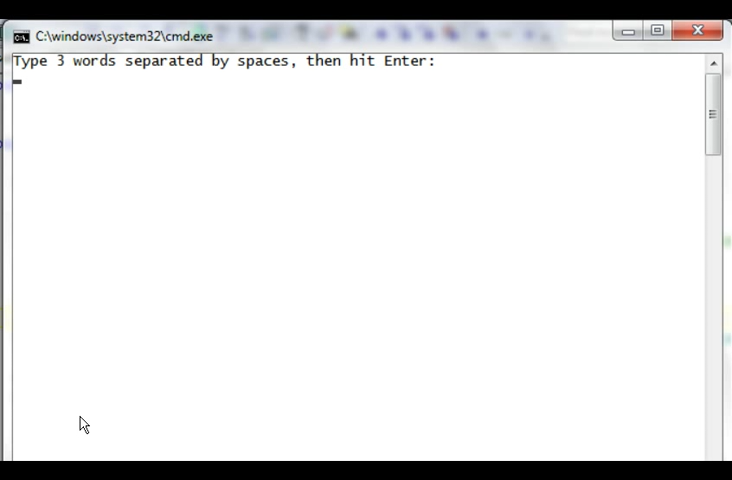 C:\windows\system32\cmd.exe
Type 3 words separated by spaces, then hit Enter: